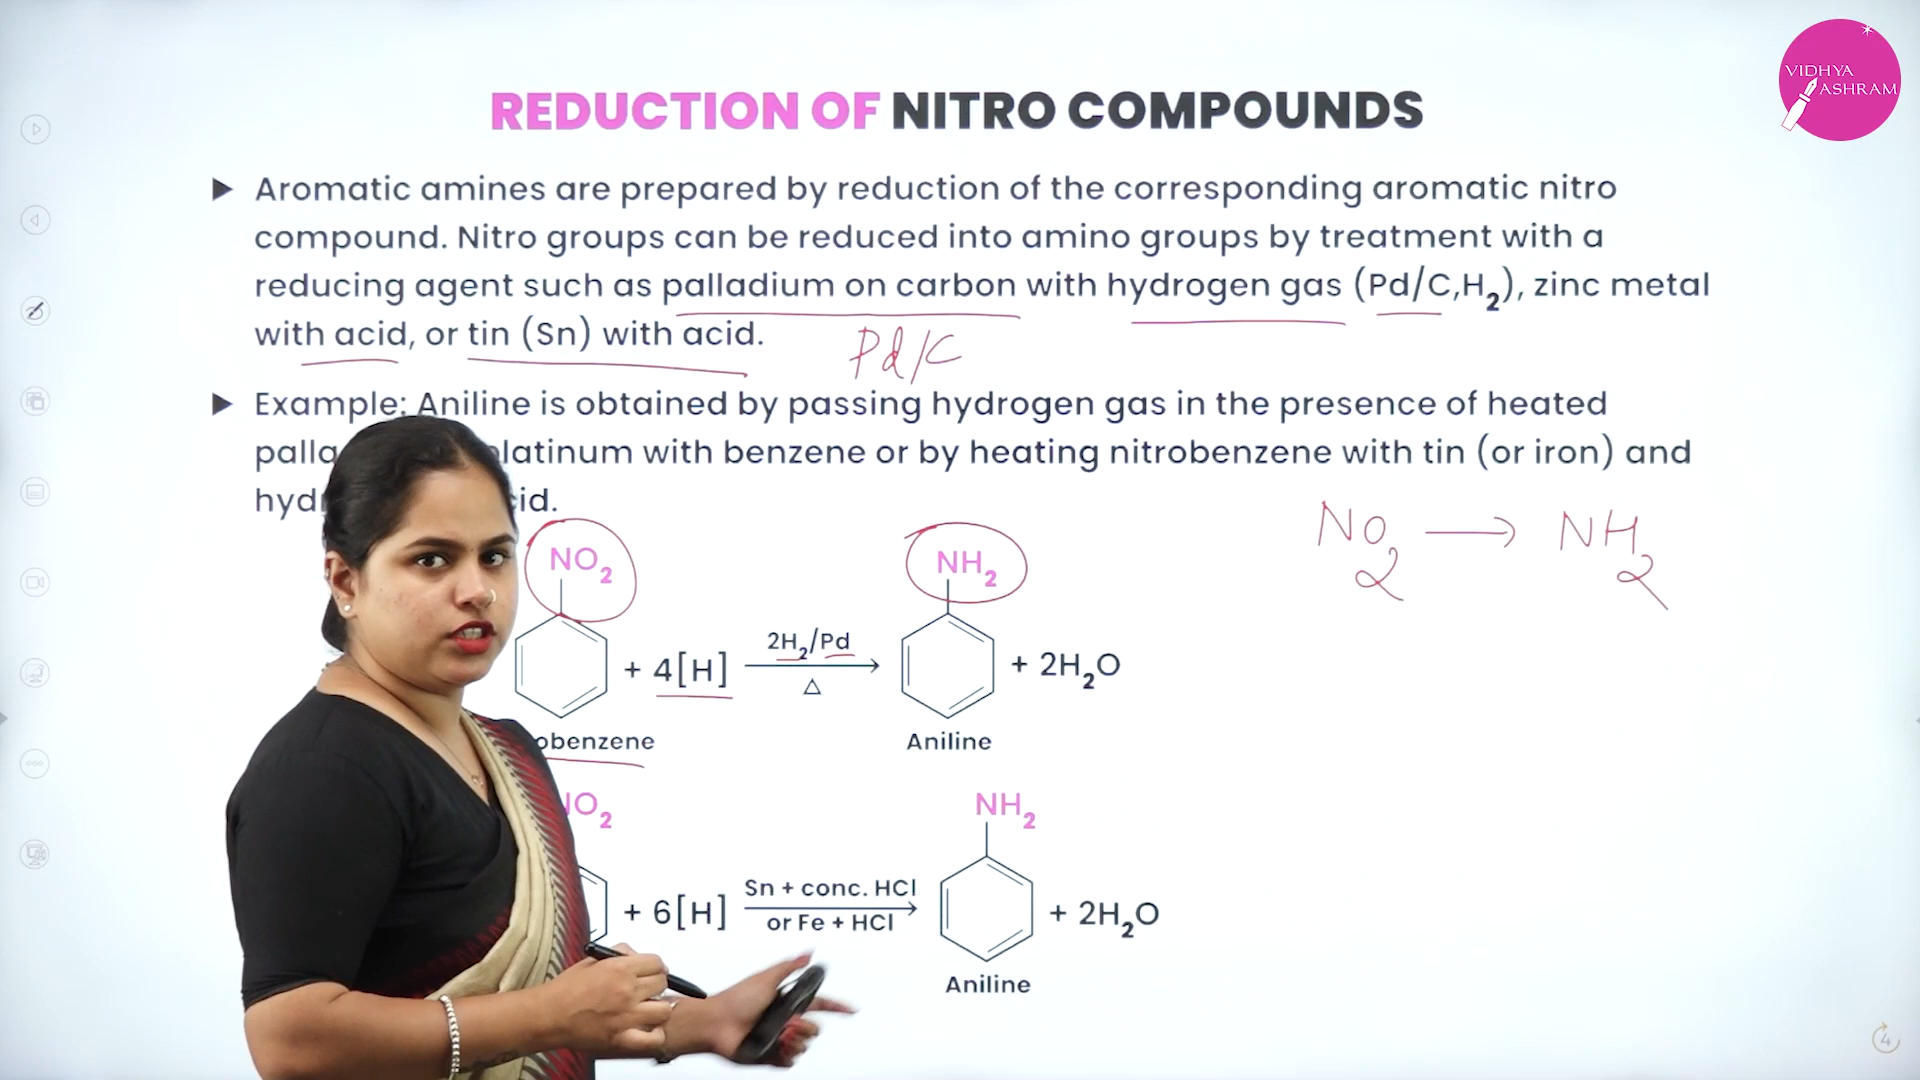 VIDHYA
ASHRAM
REDUCTION OF NITRO COMPOUNDS
Aromatic amines are prepared by reduction of the corresponding aromatic nitro
compound. Nitro groups can be reduced into amino groups by treatment with a
reducing agent such as palladium on carbon with hydrogen gas (Pd/C,H₂), zinc metal
with acid, or tin (Sn) with acid.
Pd/C
Example: Aniline is obtained by passing hydrogen gas in the presence of heated
latinum with benzene or by heating nitrobenzene with tin (or iron) and
NO₂ → NH₂
NO₂ NH₂
+ 4[H] 2H₂/Pd △ + 2H₂O
obenzene Aniline
O₂ NH₂
+ 6[H] Sn + conc. HCl or Fe + HCl + 2H₂O
Aniline
4